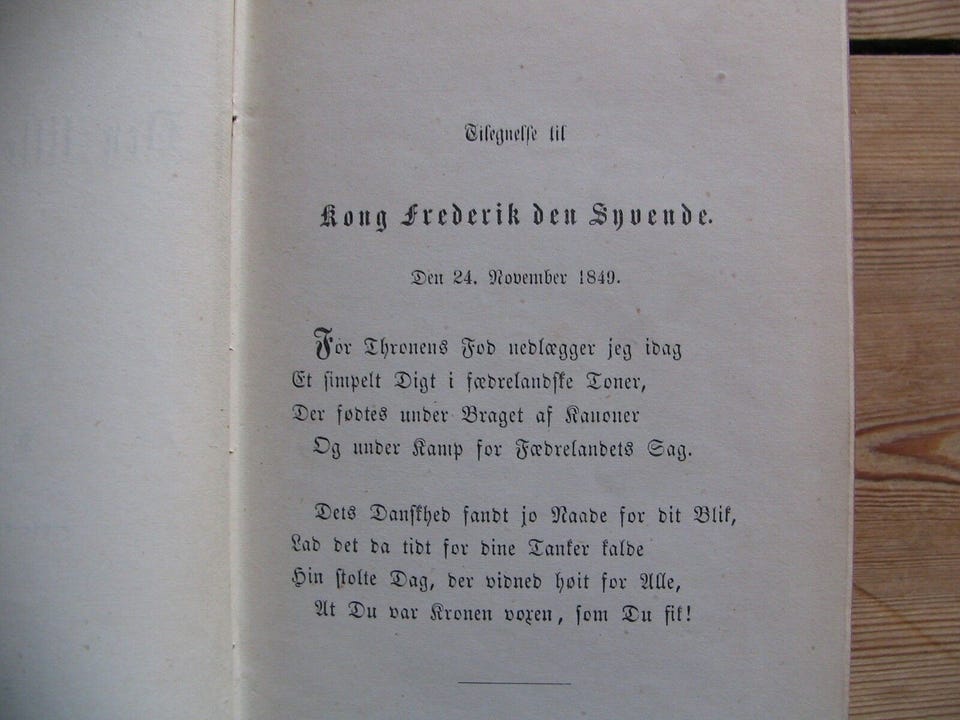 Tilegnelse til
Kong Frederik den Syvende.
Den 24. November 1849.
For Thronens Fod nedlægger jeg idag
Et simpelt Digt i fædrelandske Toner,
Der fødtes under Braget af Kanoner
Og under Kamp for Fædrelandets Sag.
Dets Danskhed fandt jo Naade for dit Blik,
Lad det da tidt for dine Tanker kalde
Hin stolte Dag, der vidned høit for Alle,
At Du var Kronen voxen, som Du fik!